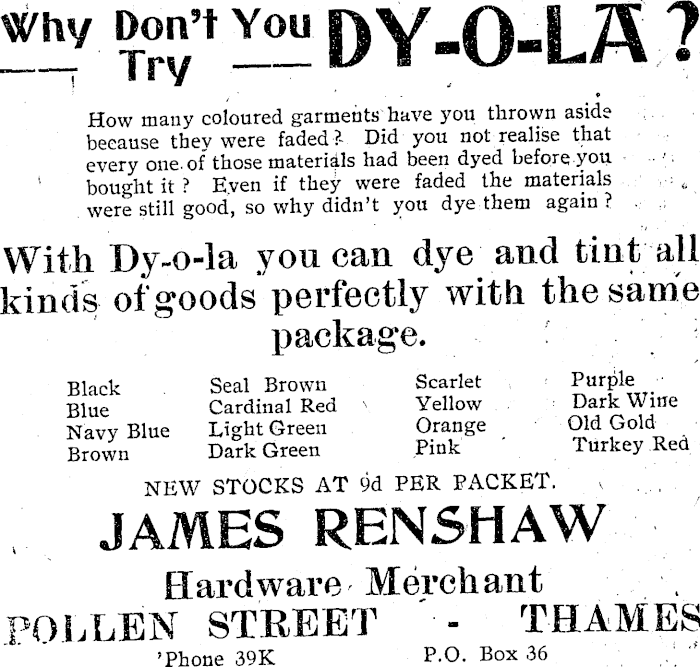 Why Don't You Try DY-O-LA?
How many coloured garments have you thrown aside
because they were faded? Did you not realise that
every one of those materials had been dyed before you
bought it? Even if they were faded the materials
were still good, so why didn't you dye them again?
With Dy-o-la you can dye and tint all
kinds of goods perfectly with the same
package.
Black Seal Brown Scarlet Purple
Blue Cardinal Red Yellow Dark Wine
Navy Blue Light Green Orange Old Gold
Brown Dark Green Pink Turkey Red
NEW STOCKS AT 9d PER PACKET.
JAMES RENSHAW
Hardware Merchant
POLLEN STREET - THAMES
'Phone 39K P.O. Box 36